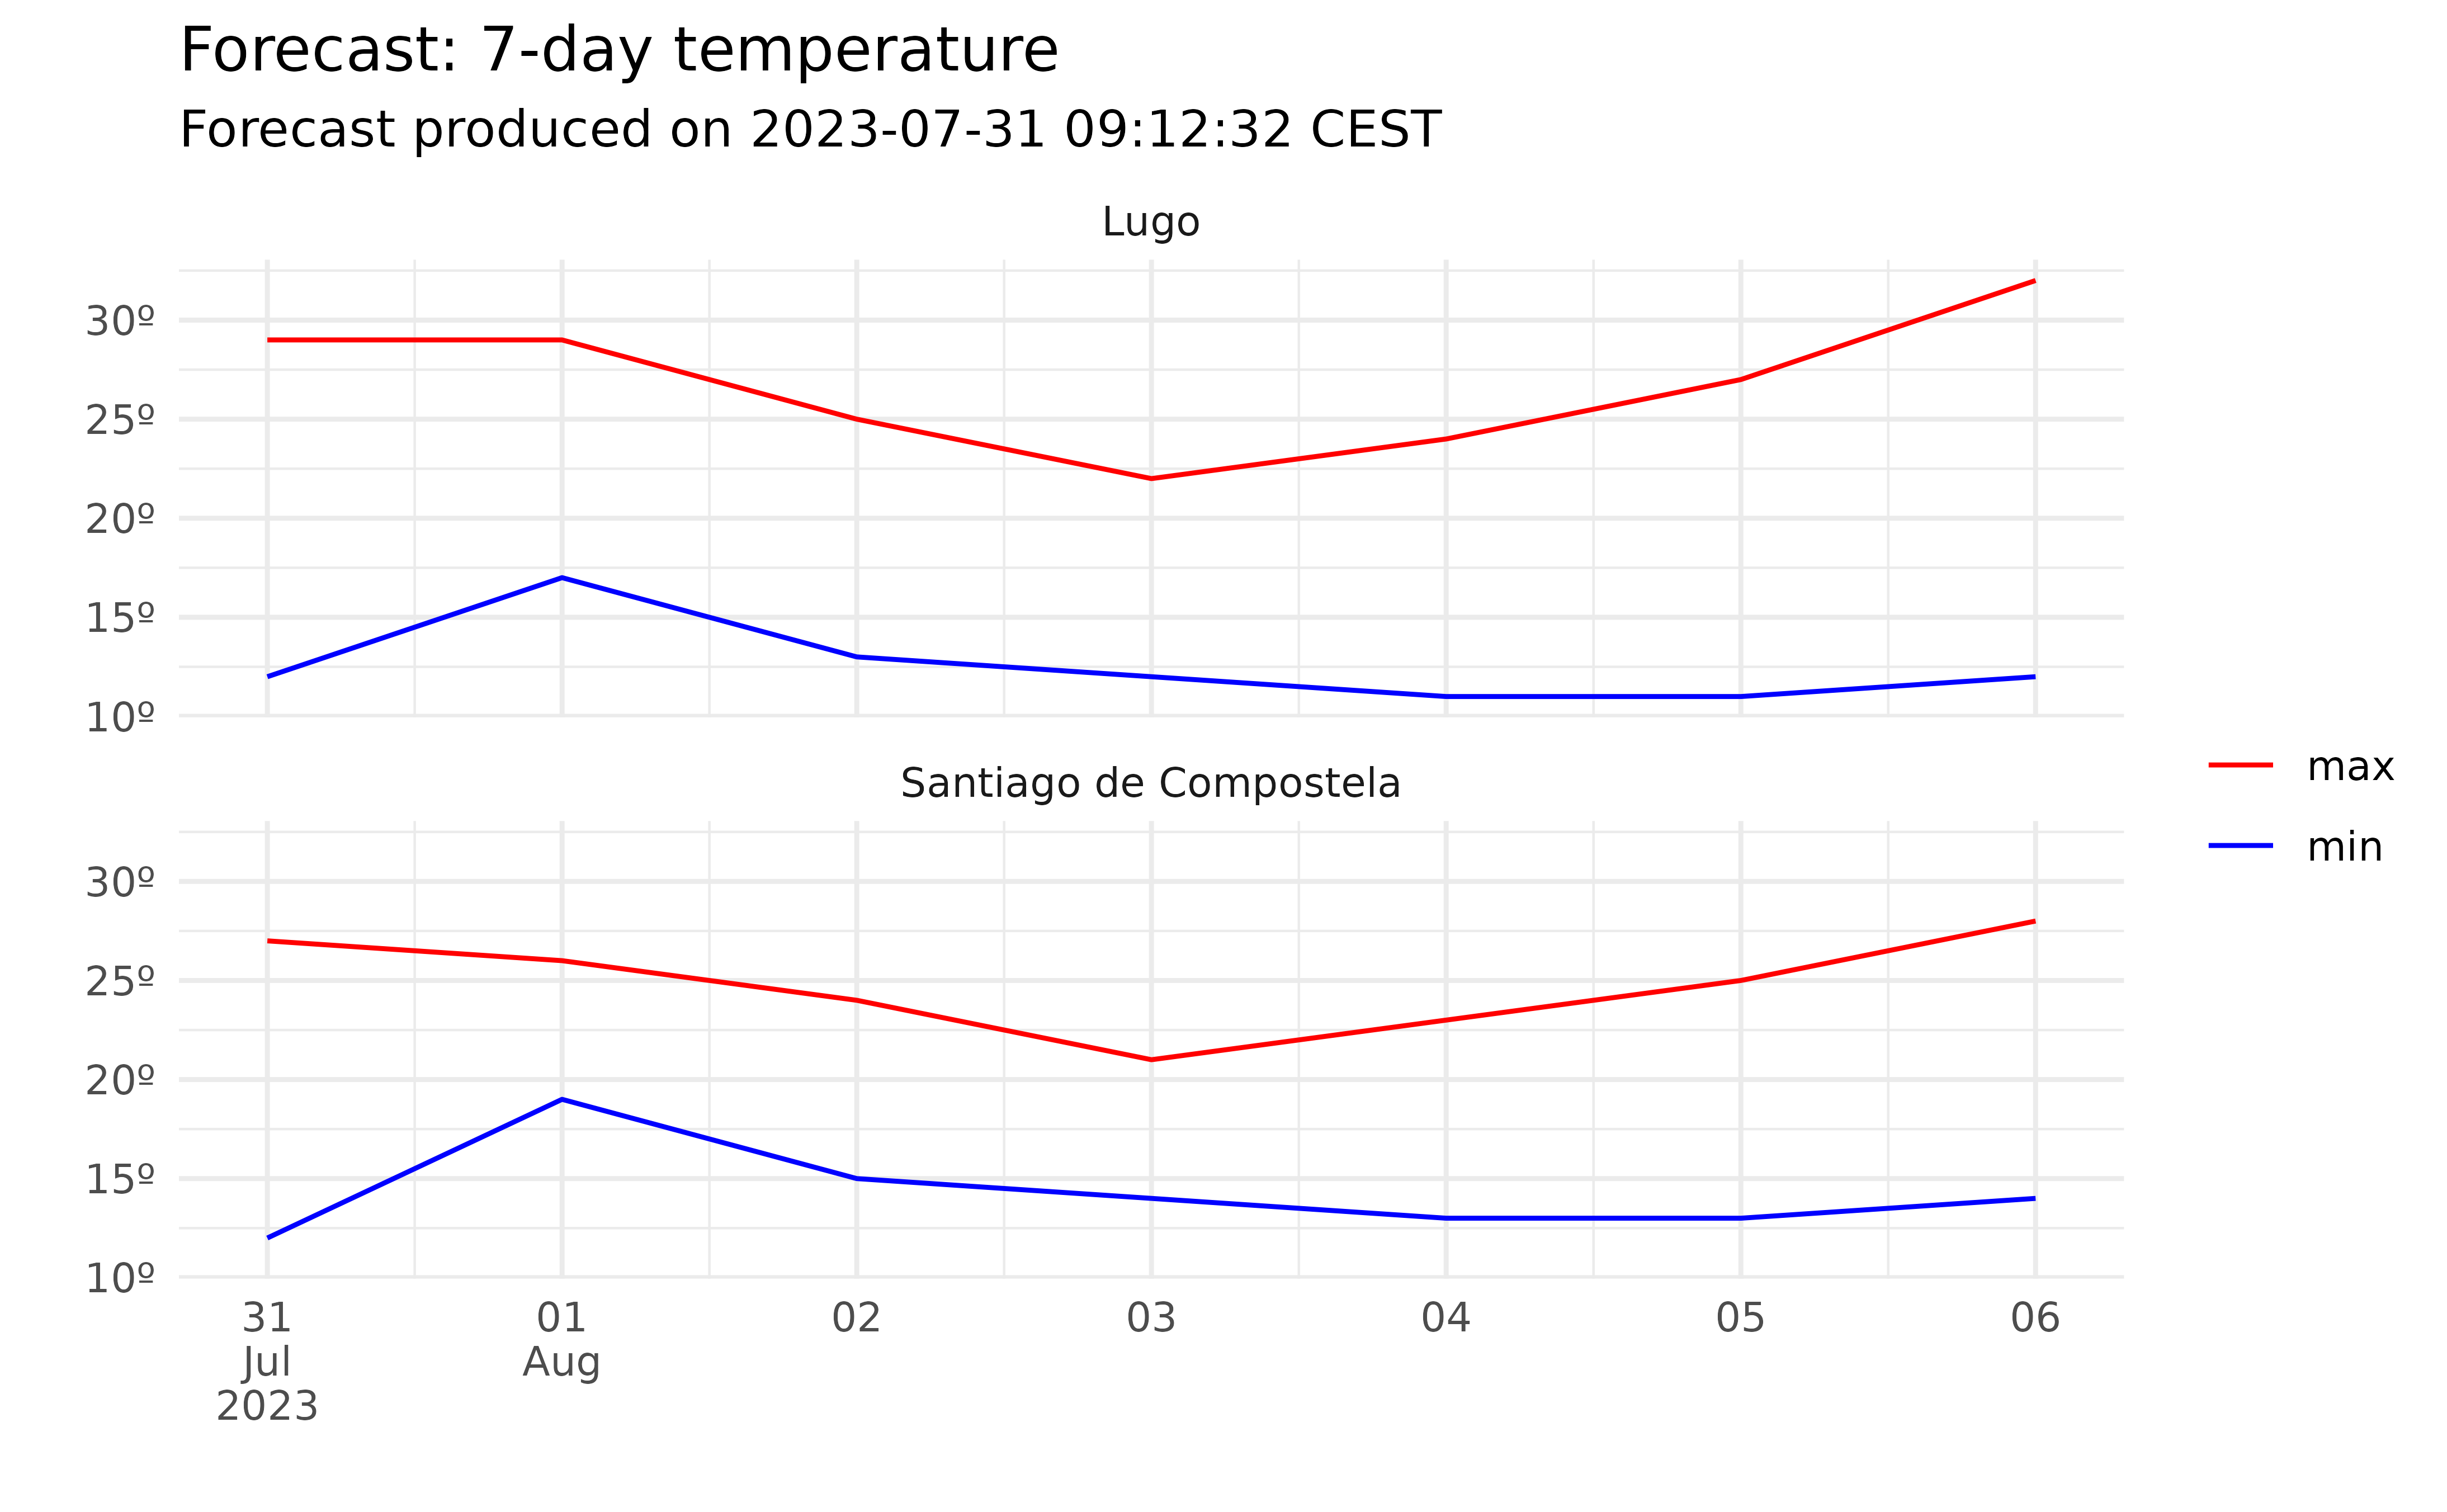 Forecast: 7-day temperature
Forecast produced on 2023-07-31 09:12:32 CEST
Lugo
30º
25º
20º
15º
10º
Santiago de Compostela
30º
25º
20º
15º
10º
31 01 02 03 04 05 06
Jul Aug
2023
max
min